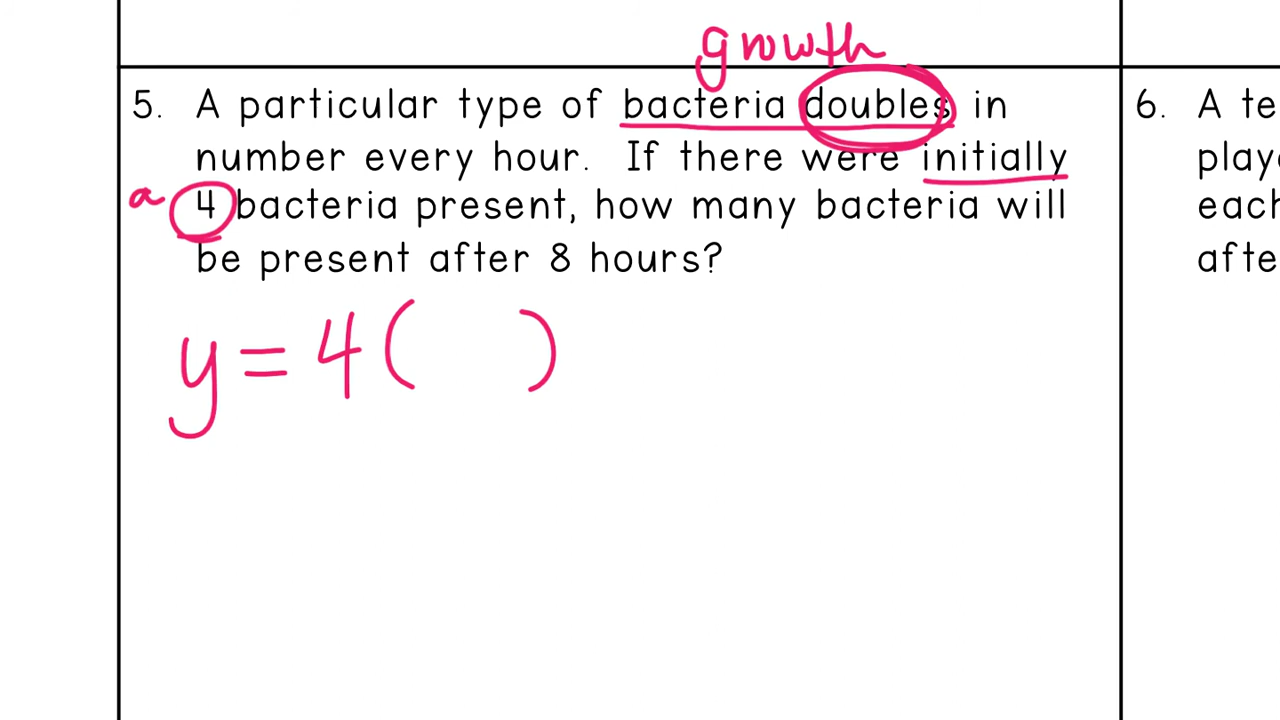 growth
5. A particular type of bacteria doubles in
number every hour. If there were initially
a 4 bacteria present, how many bacteria will
be present after 8 hours?
y = 4( )
6. A te
playe
each
afte